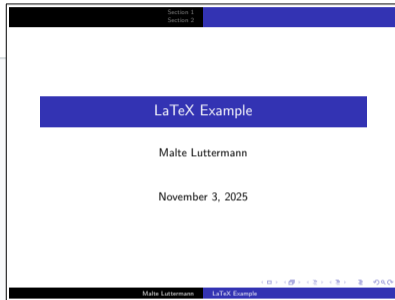 Section 1
Section 2
LaTeX Example
Malte Luttermann
November 3, 2025
Malte Luttermann LaTeX Example